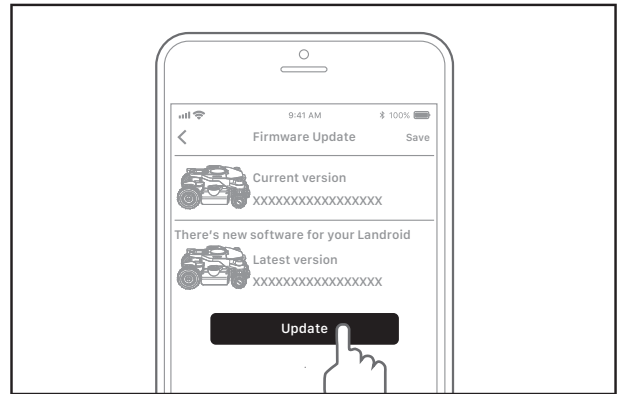 9:41 AM 100%
Firmware Update Save
Current version
XXXXXXXXXXXXXXXXX
There's new software for your Landroid
Latest version
XXXXXXXXXXXXXXXXX
Update